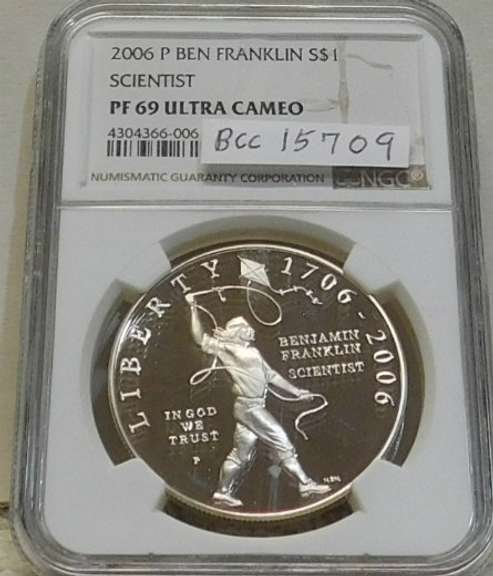 2006 P BEN FRANKLIN S$1
SCIENTIST
PF 69 ULTRA CAMEO
4304366-006
BCC 15709
NUMISMATIC GUARANTY CORPORATION NGC®
LIBERTY 1706-2006
BENJAMIN
FRANKLIN
SCIENTIST
IN GOD
WE
TRUST
P